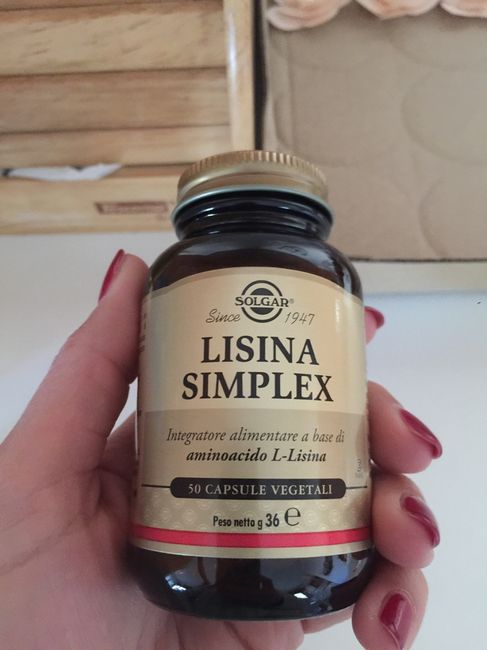 SOLGAR®
Since 1947
LISINA
SIMPLEX
Integratore alimentare a base di
aminoacido L-Lisina
50 CAPSULE VEGETALI
Peso netto g 36 ℮